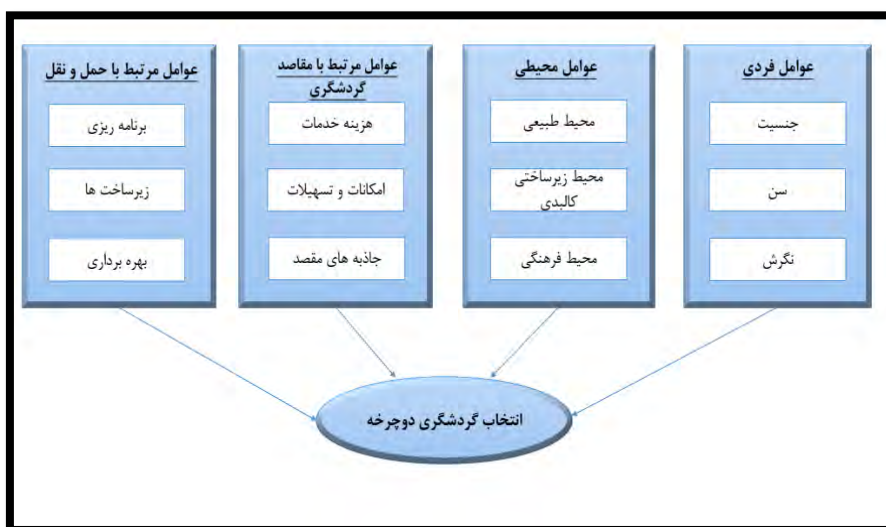 عوامل فردی
جنسیت
سن
نگرش
عوامل محیطی
محیط طبیعی
محیط زیرساختی
کالبدی
محیط فرهنگی
عوامل مرتبط با مقاصد
گردشگری
هزینه خدمات
امکانات و تسهیلات
جاذبه های مقصد
عوامل مرتبط با حمل و نقل
برنامه ریزی
زیرساخت ها
بهره برداری
انتخاب گردشگری دوچرخه